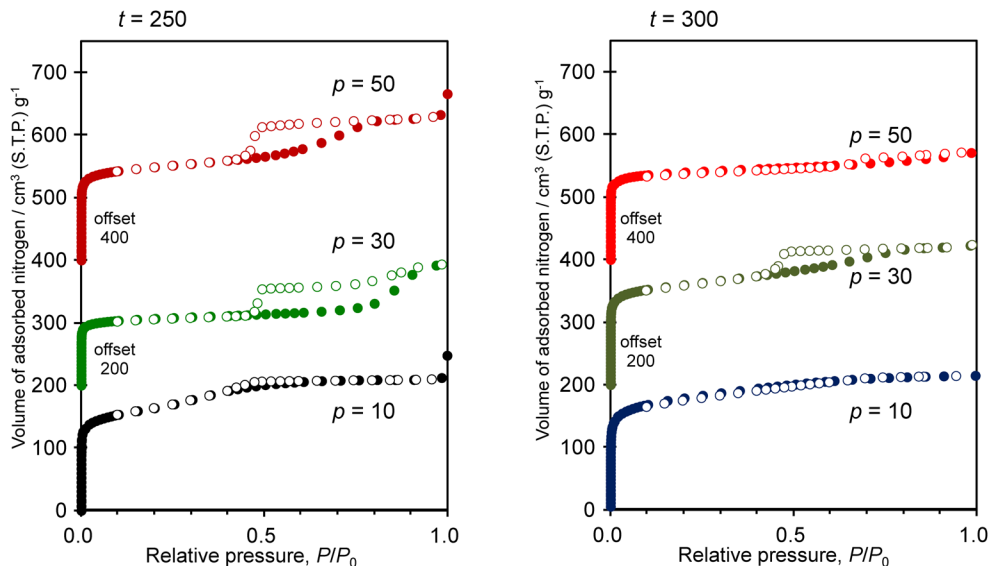 t = 250
Volume of adsorbed nitrogen / cm³ (S.T.P.) g⁻¹
700
600
500
400
300
200
100
0
p = 50
offset
400
p = 30
offset
200
p = 10
0.0
0.5
1.0
Relative pressure, P/P₀
t = 300
Volume of adsorbed nitrogen / cm³ (S.T.P.) g⁻¹
700
600
500
400
300
200
100
0
p = 50
offset
400
p = 30
offset
200
p = 10
0.0
0.5
1.0
Relative pressure, P/P₀